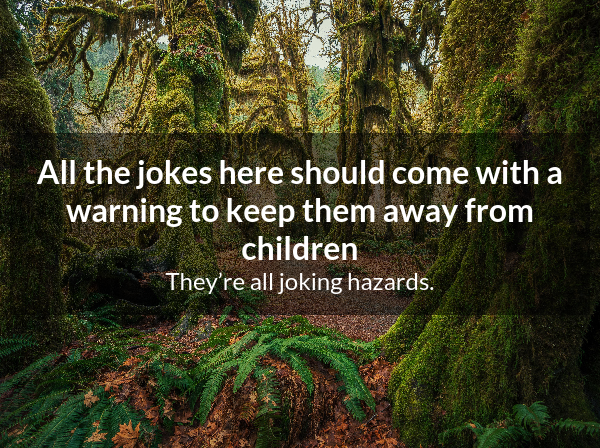 All the jokes here should come with a
warning to keep them away from
children
They’re all joking hazards.